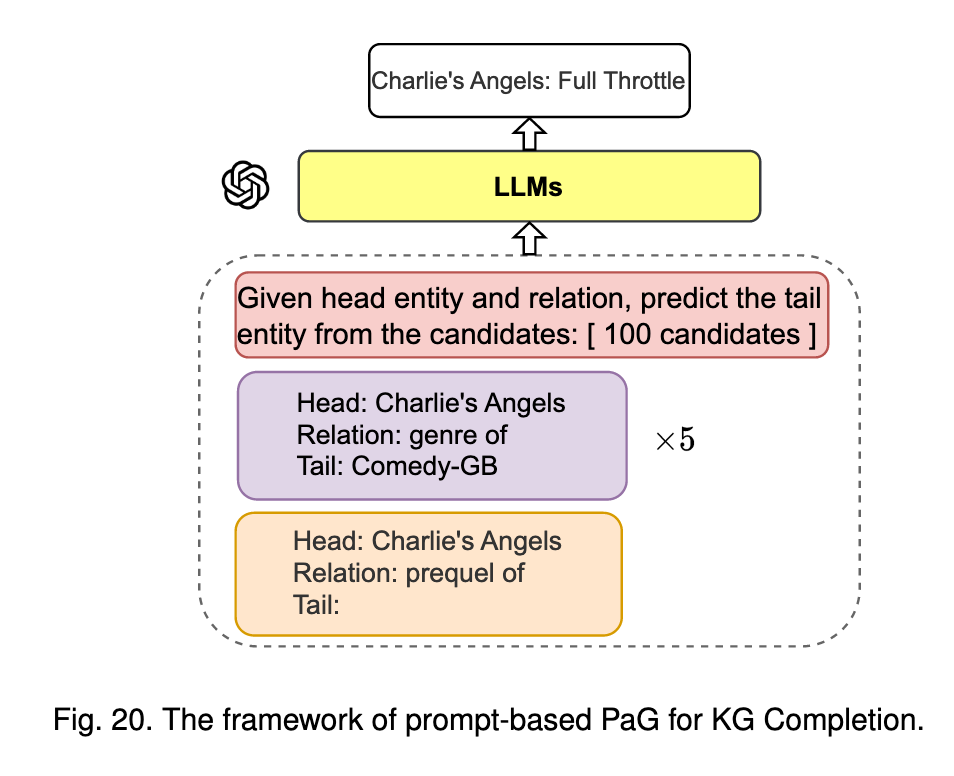 Charlie's Angels: Full Throttle
LLMs
Given head entity and relation, predict the tail
entity from the candidates: [ 100 candidates ]
Head: Charlie's Angels
Relation: genre of
Tail: Comedy-GB
×5
Head: Charlie's Angels
Relation: prequel of
Tail:
Fig. 20. The framework of prompt-based PaG for KG Completion.